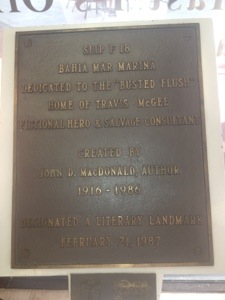 SLIP F 18
BAHIA MAR MARINA
DEDICATED TO THE "BUSTED FLUSH"
HOME OF TRAVIS McGEE
FICTIONAL HERO & SALVAGE CONSULTANT
CREATED BY
JOHN D. MACDONALD, AUTHOR
1916 - 1986
DESIGNATED A LITERARY LANDMARK
FEBRUARY 21, 1987